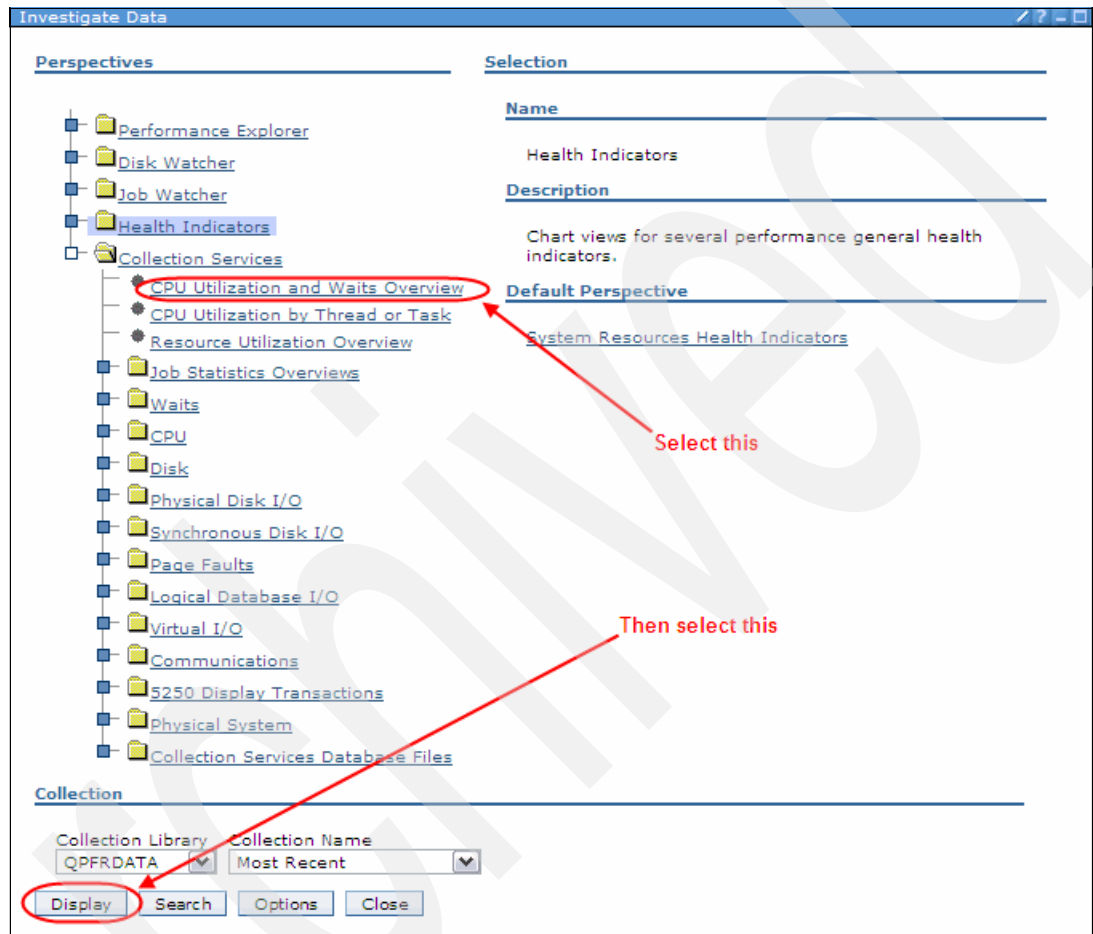 Investigate Data
Perspectives
Performance Explorer
Disk Watcher
Job Watcher
Health Indicators
Collection Services
CPU Utilization and Waits Overview
CPU Utilization by Thread or Task
Resource Utilization Overview
Job Statistics Overviews
Waits
CPU
Disk
Physical Disk I/O
Synchronous Disk I/O
Page Faults
Logical Database I/O
Virtual I/O
Communications
5250 Display Transactions
Physical System
Collection Services Database Files
Selection
Name
Health Indicators
Description
Chart views for several performance general health
indicators.
Default Perspective
System Resources Health Indicators
Select this
Then select this
Collection
Collection Library Collection Name
QPFRDATA Most Recent
Display Search Options Close